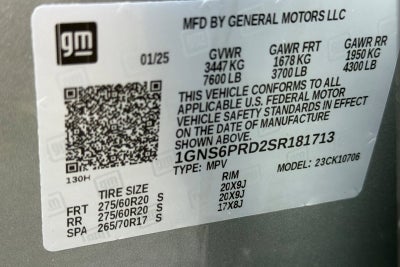 MFD BY GENERAL MOTORS LLC
gm
01/25 GVWR GAWR FRT GAWR RR
3447 KG 1678 KG 1950 KG
7600 LB 3700 LB 4300 LB
THIS VEHICLE CONFORMS TO ALL
APPLICABLE U.S. FEDERAL MOTOR
VEHICLE SAFETY STANDARDS IN EFFECT
ON THE DATE OF MANUFACTURE
SHOWN ABOVE.
1GNS6PRD2SR181713
130H TYPE: MPV MODEL: 23CK10706
TIRE SIZE RIM
FRT 275/60R20 S 20X9J
RR 275/60R20 S 20X9J
SPA 265/70R17 S 17X8J